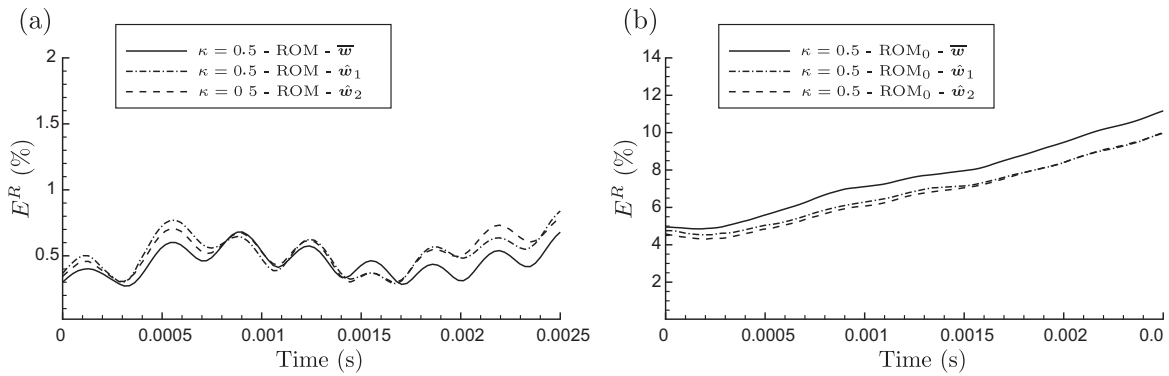 (a)
κ = 0.5 - ROM - w̅
κ = 0.5 - ROM - ŵ₁
κ = 0 5 - ROM - ŵ₂
2
1.5
1
0.5
E^R (%)
0
0.0005
0.001
0.0015
0.002
0.0025
Time (s)
(b)
κ = 0.5 - ROM₀ - w̅
κ = 0.5 - ROM₀ - ŵ₁
κ = 0.5 - ROM₀ - ŵ₂
14
12
10
8
6
4
2
E^R (%)
0
0.0005
0.001
0.0015
0.002
0.0
Time (s)